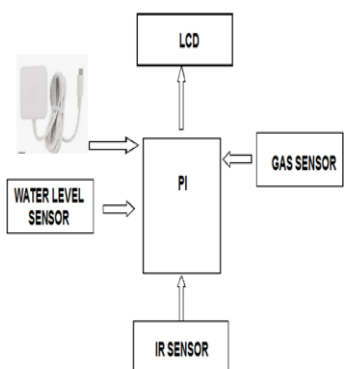 LCD
PI
GAS SENSOR
WATER LEVEL
SENSOR
IR SENSOR